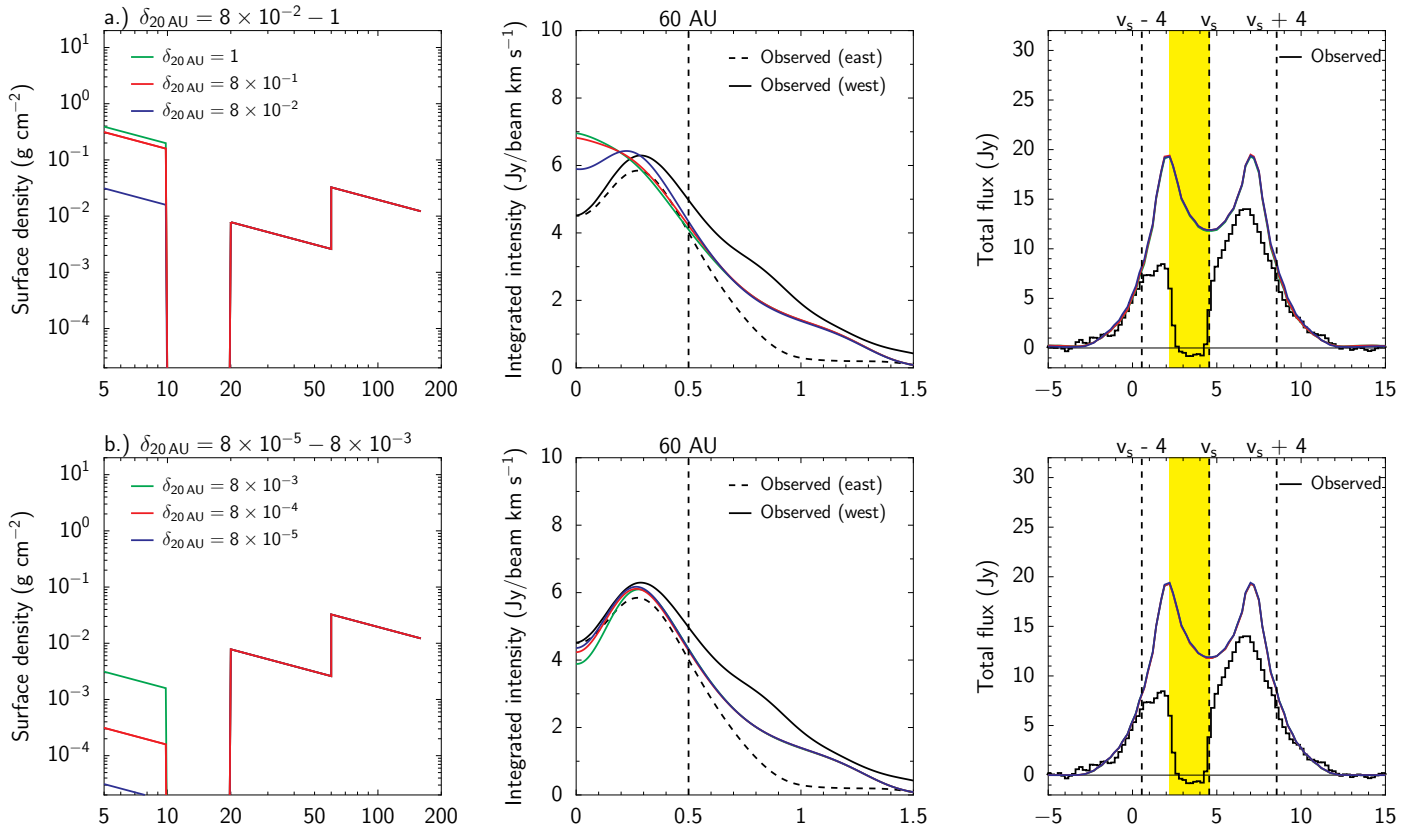 a.) δ20 AU = 8 × 10−2 − 1
60 AU
vs - 4 vs vs + 4
Surface density (g cm−2)
101
100
10−1
10−2
10−3
10−4
δ20 AU = 1
δ20 AU = 8 × 10−1
δ20 AU = 8 × 10−2
5 10 20 50 100 200
Integrated intensity (Jy/beam km s−1)
10
8
6
4
2
0
Observed (east)
Observed (west)
0 0.5 1 1.5
Total flux (Jy)
30
25
20
15
10
5
0
Observed
−5 0 5 10 15
b.) δ20 AU = 8 × 10−5 − 8 × 10−3
60 AU
vs - 4 vs vs + 4
Surface density (g cm−2)
101
100
10−1
10−2
10−3
10−4
δ20 AU = 8 × 10−3
δ20 AU = 8 × 10−4
δ20 AU = 8 × 10−5
5 10 20 50 100 200
Integrated intensity (Jy/beam km s−1)
10
8
6
4
2
0
Observed (east)
Observed (west)
0 0.5 1 1.5
Total flux (Jy)
30
25
20
15
10
5
0
Observed
−5 0 5 10 15